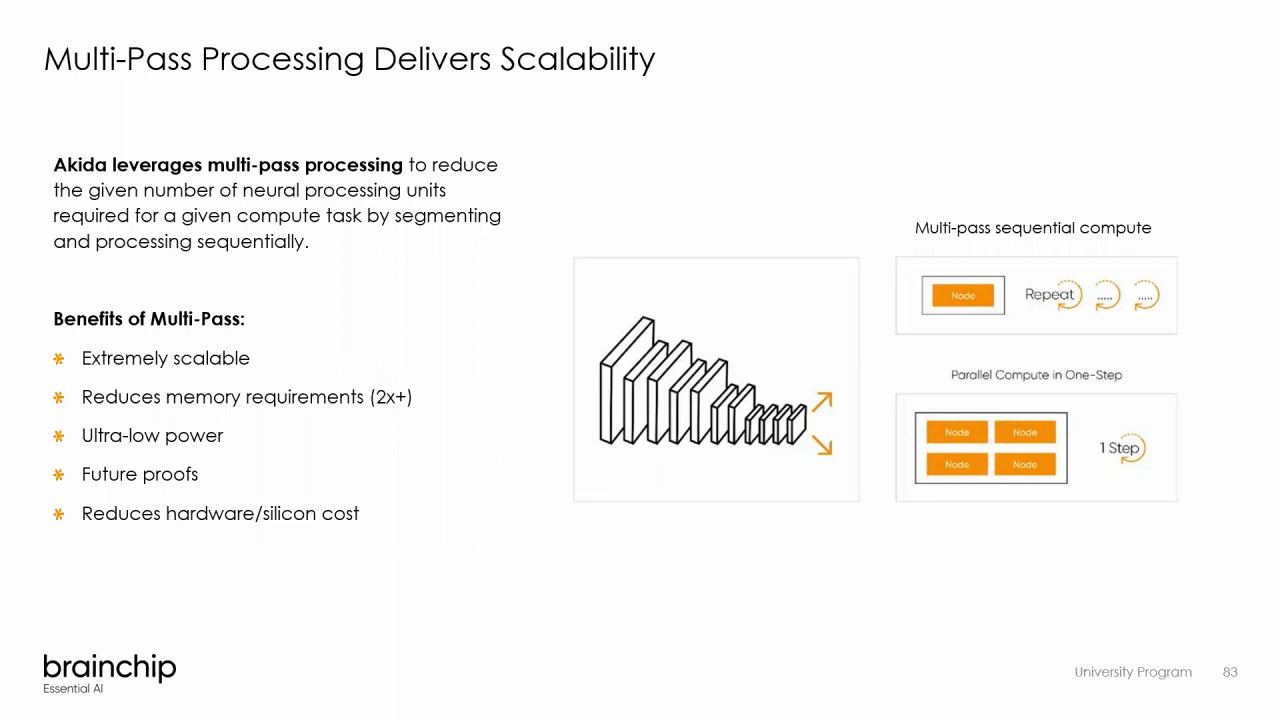 Multi-Pass Processing Delivers Scalability
Akida leverages multi-pass processing to reduce
the given number of neural processing units
required for a given compute task by segmenting
and processing sequentially.
Benefits of Multi-Pass:
Extremely scalable
Reduces memory requirements (2x+)
Ultra-low power
Future proofs
Reduces hardware/silicon cost
Multi-pass sequential compute
Node
Repeat ..... .....
Parallel Compute in One-Step
Node Node
Node Node
1 Step
brainchip
Essential AI
University Program 83